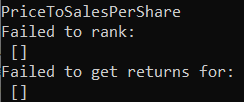 PriceToSalesPerShare
Failed to rank:
 []
Failed to get returns for:
 []